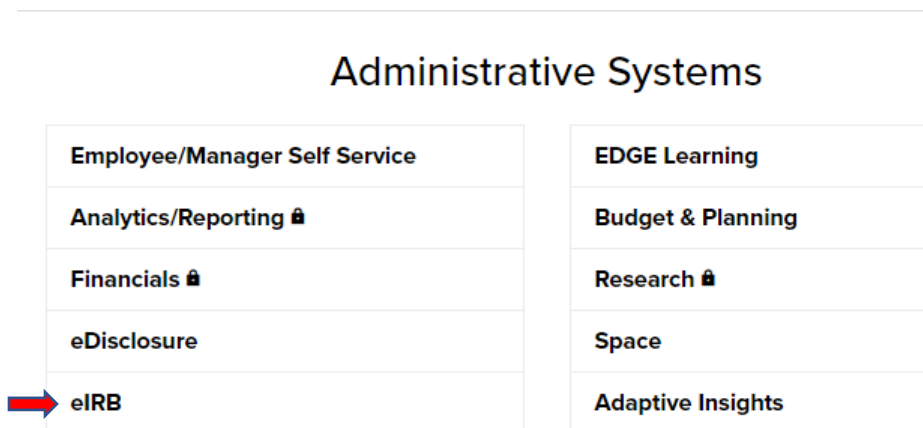 Administrative Systems
Employee/Manager Self Service
EDGE Learning
Analytics/Reporting
Budget & Planning
Financials
Research
eDisclosure
Space
eIRB
Adaptive Insights